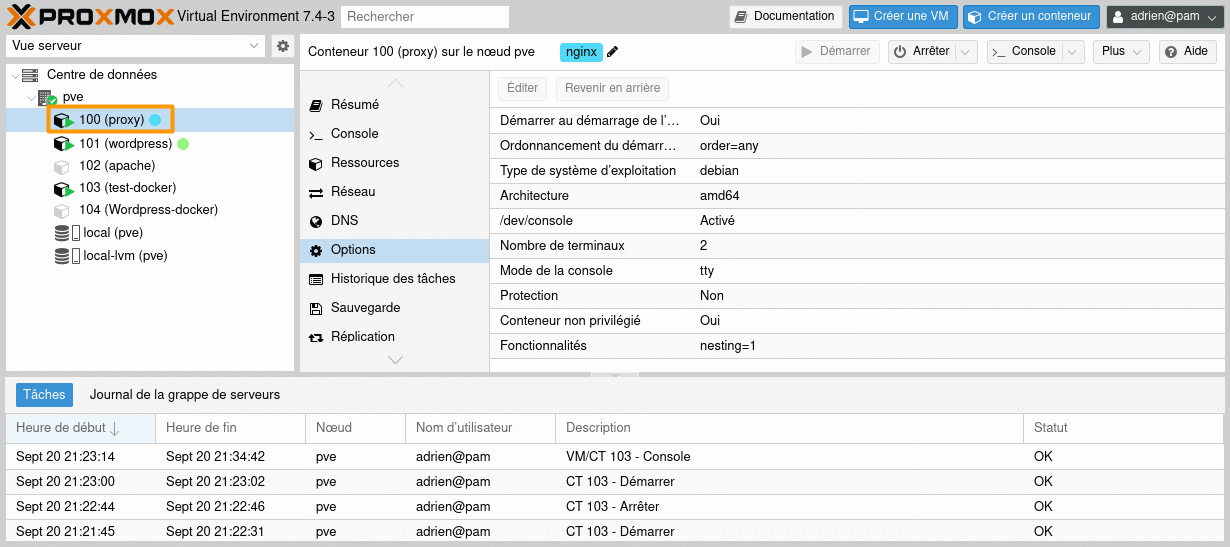 PROXMOX Virtual Environment 7.4-3 Rechercher Documentation Créer une VM Créer un conteneur adrien@pam
Vue serveur
Centre de données
pve
100 (proxy)
101 (wordpress)
102 (apache)
103 (test-docker)
104 (Wordpress-docker)
local (pve)
local-lvm (pve)
Conteneur 100 (proxy) sur le nœud pve nginx Démarrer Arrêter Console Plus Aide
Résumé
Console
Ressources
Réseau
DNS
Options
Historique des tâches
Sauvegarde
Réplication
Éditer Revenir en arrière
Démarrer au démarrage de l'… Oui
Ordonnancement du démarr… order=any
Type de système d'exploitation debian
Architecture amd64
/dev/console Activé
Nombre de terminaux 2
Mode de la console tty
Protection Non
Conteneur non privilégié Oui
Fonctionnalités nesting=1
Tâches Journal de la grappe de serveurs
Heure de début Heure de fin Nœud Nom d'utilisateur Description Statut
Sept 20 21:23:14 Sept 20 21:34:42 pve adrien@pam VM/CT 103 - Console OK
Sept 20 21:23:00 Sept 20 21:23:02 pve adrien@pam CT 103 - Démarrer OK
Sept 20 21:22:44 Sept 20 21:22:46 pve adrien@pam CT 103 - Arrêter OK
Sept 20 21:21:45 Sept 20 21:22:31 pve adrien@pam CT 103 - Démarrer OK